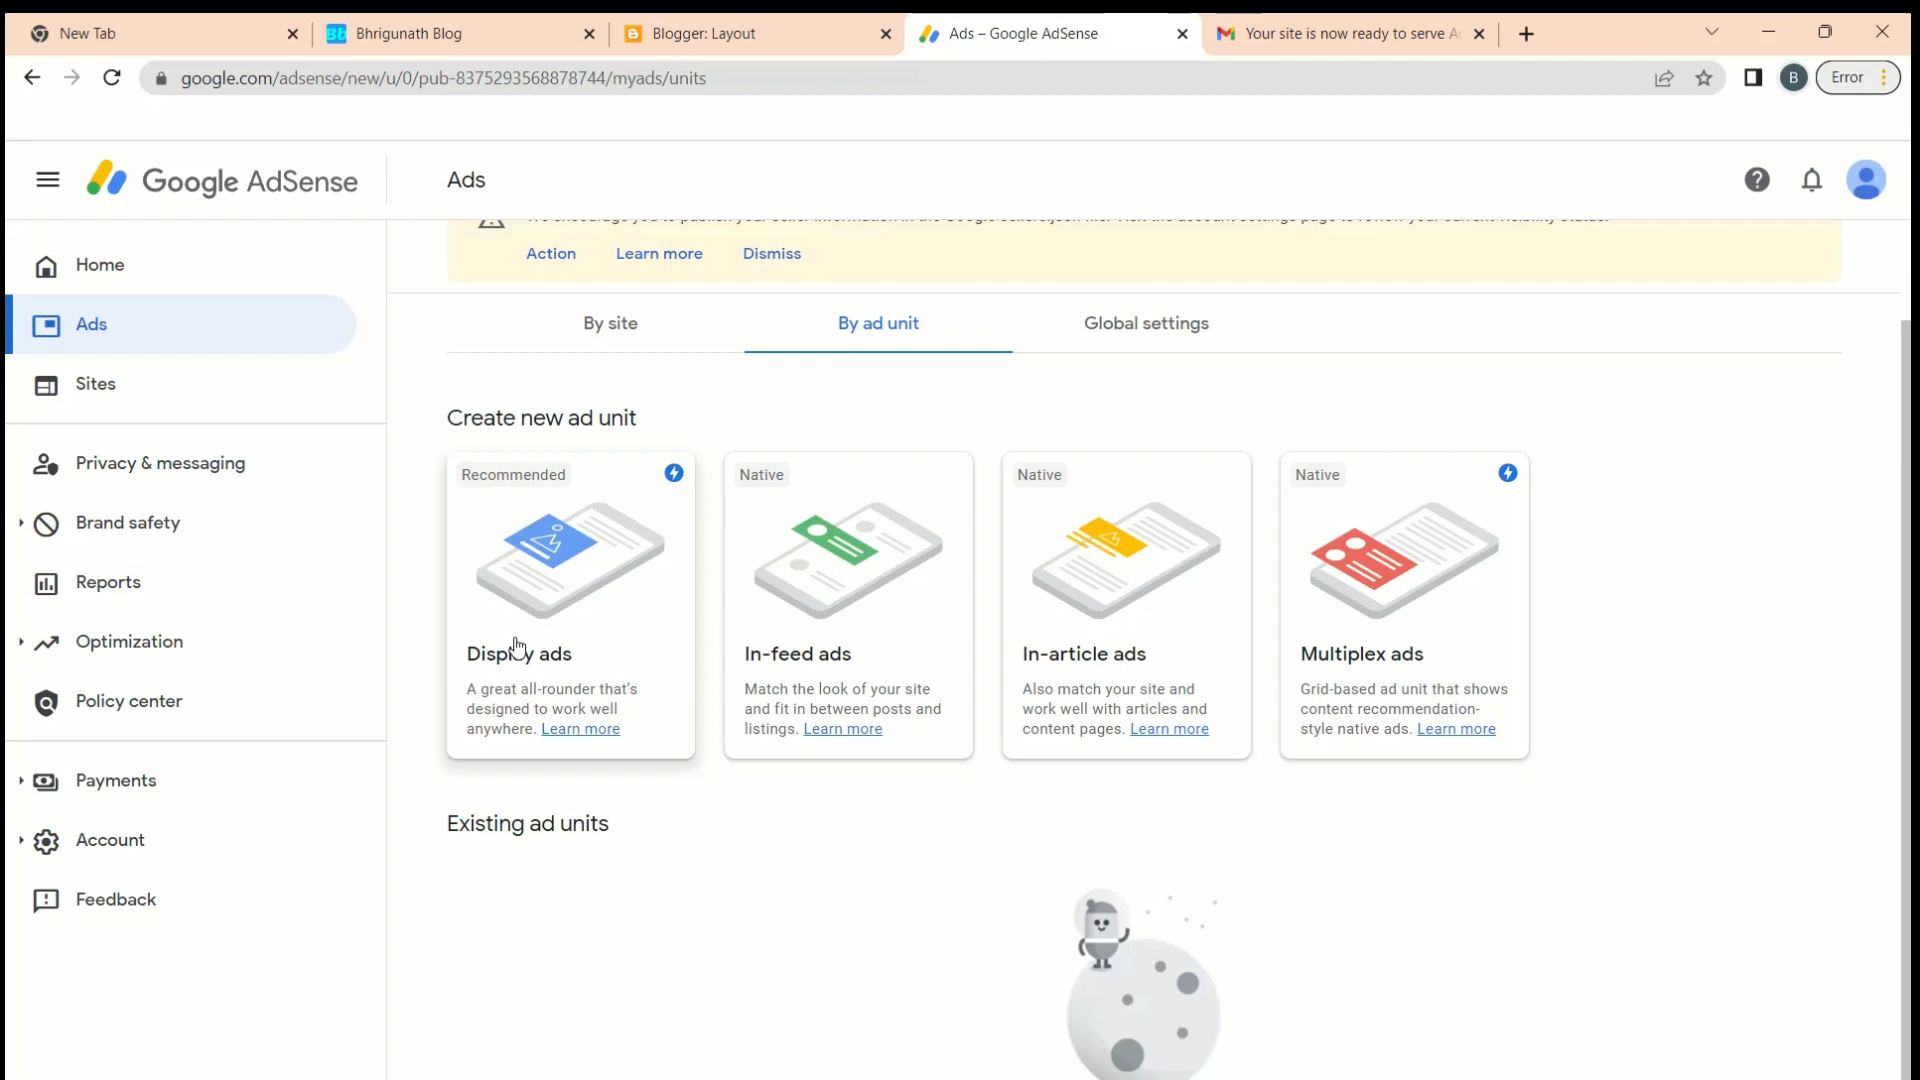 New Tab
Bhrigunath Blog
Blogger: Layout
Ads – Google AdSense
Your site is now ready to serve A
google.com/adsense/new/u/0/pub-8375293568878744/myads/units
B
Error
Google AdSense
Ads
Action
Learn more
Dismiss
Home
Ads
Sites
Privacy & messaging
Brand safety
Reports
Optimization
Policy center
Payments
Account
Feedback
By site
By ad unit
Global settings
Create new ad unit
Recommended
Display ads
A great all-rounder that's
designed to work well
anywhere. Learn more
Native
In-feed ads
Match the look of your site
and fit in between posts and
listings. Learn more
Native
In-article ads
Also match your site and
work well with articles and
content pages. Learn more
Native
Multiplex ads
Grid-based ad unit that shows
content recommendation-
style native ads. Learn more
Existing ad units